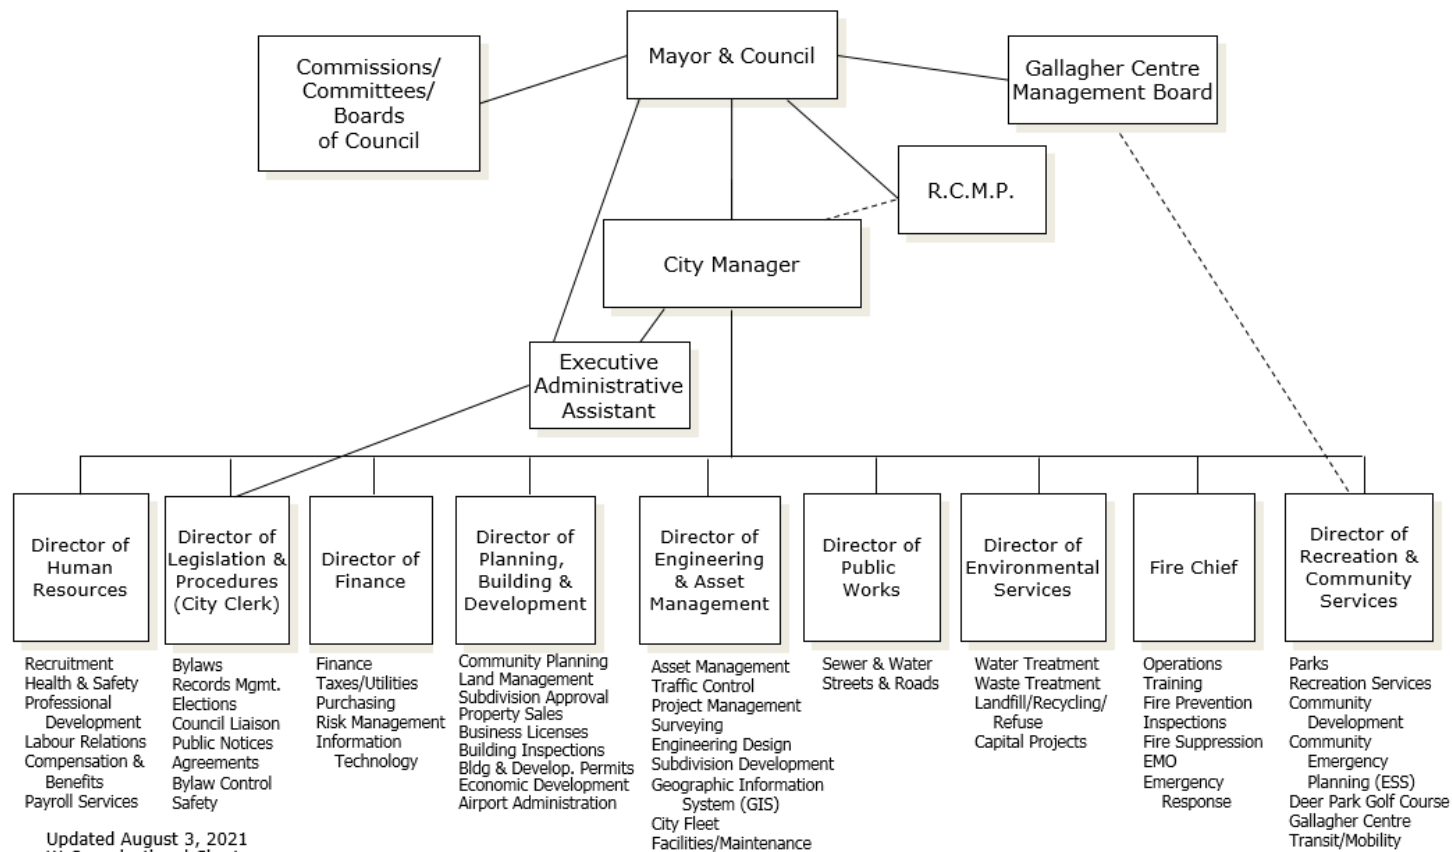 Mayor & Council
Commissions/
Committees/
Boards
of Council
Gallagher Centre
Management Board
R.C.M.P.
City Manager
Executive
Administrative
Assistant
Director of
Human
Resources
Director of
Legislation &
Procedures
(City Clerk)
Director of
Finance
Director of
Planning,
Building &
Development
Director of
Engineering
& Asset
Management
Director of
Public
Works
Director of
Environmental
Services
Fire Chief
Director of
Recreation &
Community
Services
Recruitment
Health & Safety
Professional
Development
Labour Relations
Compensation &
Benefits
Payroll Services
Bylaws
Records Mgmt.
Elections
Council Liaison
Public Notices
Agreements
Bylaw Control
Safety
Finance
Taxes/Utilities
Purchasing
Risk Management
Information
Technology
Community Planning
Land Management
Subdivision Approval
Property Sales
Business Licenses
Building Inspections
Bldg & Develop. Permits
Economic Development
Airport Administration
Asset Management
Traffic Control
Project Management
Surveying
Engineering Design
Subdivision Development
Geographic Information
System (GIS)
City Fleet
Facilities/Maintenance
Sewer & Water
Streets & Roads
Water Treatment
Waste Treatment
Landfill/Recycling/
Refuse
Capital Projects
Operations
Training
Fire Prevention
Inspections
Fire Suppression
EMO
Emergency
Response
Parks
Recreation Services
Community
Development
Community
Emergency
Planning (ESS)
Deer Park Golf Course
Gallagher Centre
Transit/Mobility
Updated August 3, 2021